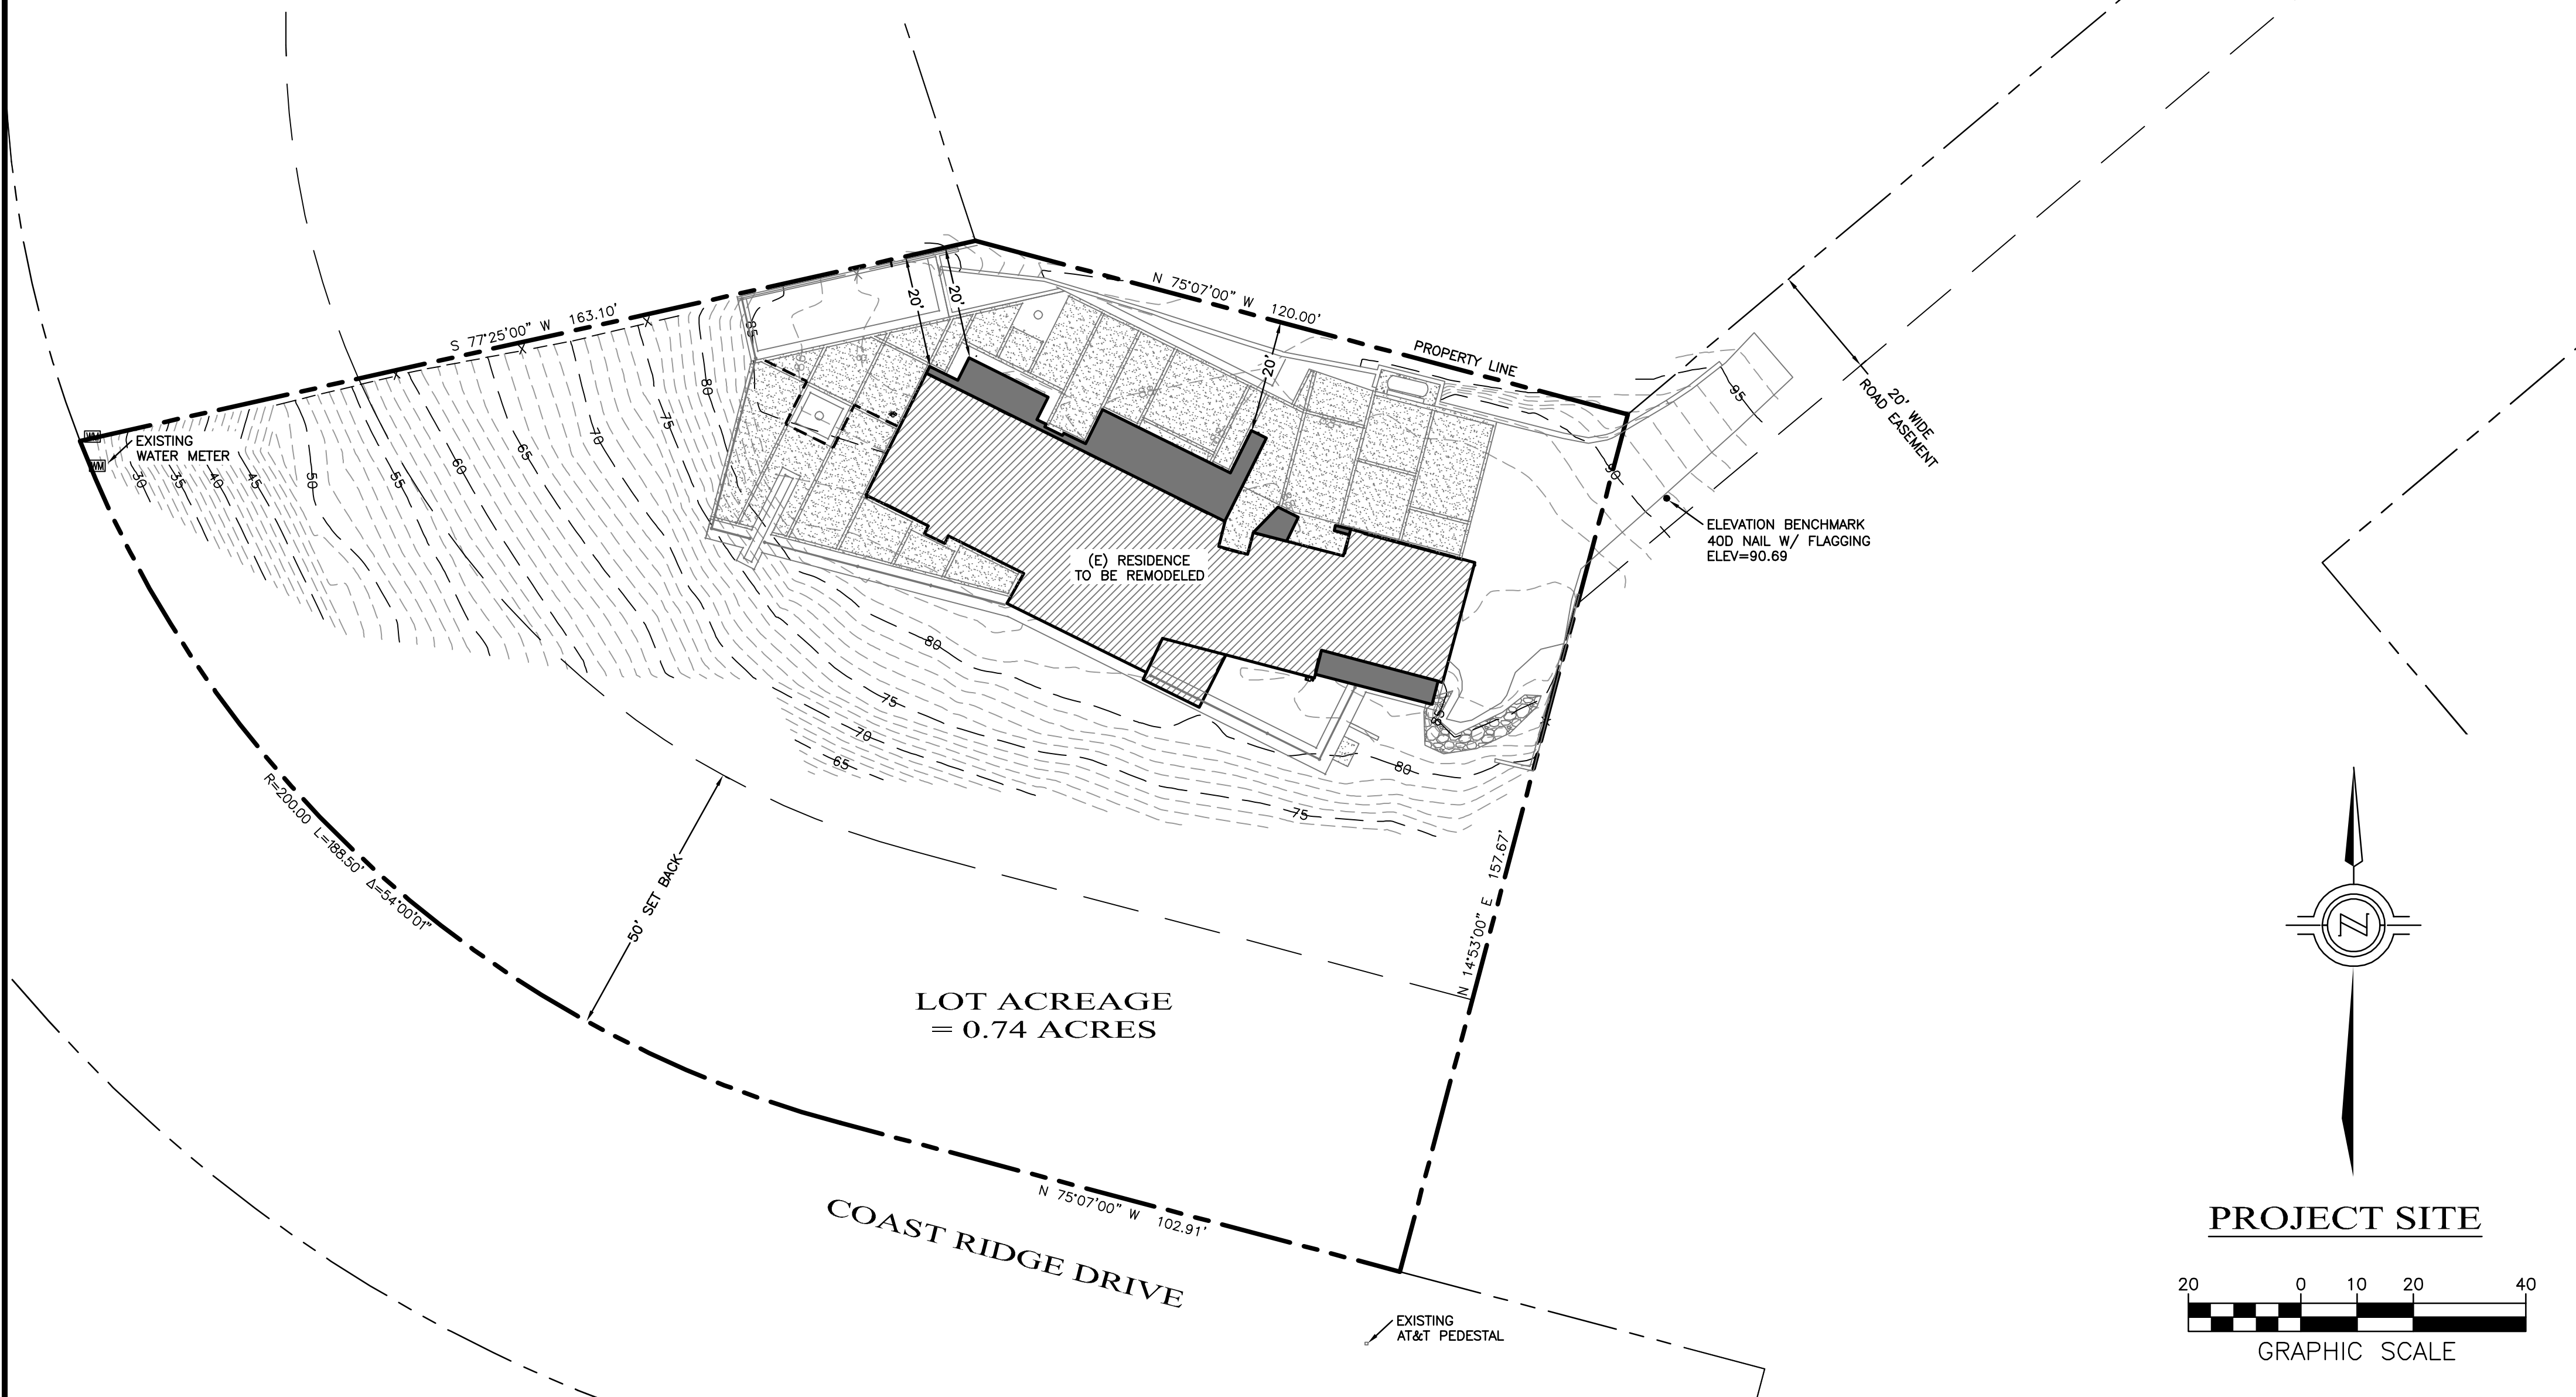 N 75°07'00" W 120.00'
S 77°25'00" W 163.10'
PROPERTY LINE
20'
20'
20'
20' WIDE
ROAD EASEMENT
EXISTING
WATER METER
WM
WM
30
35
40
45
50
55
60
65
70
75
80
85
90
95
ELEVATION BENCHMARK
40D NAIL W/ FLAGGING
ELEV=90.69
(E) RESIDENCE
TO BE REMODELED
80
75
70
65
85
80
75
R=200.00 L=188.50' Δ=54°00'01"
50' SET BACK
N 14°53'00" E 157.67'
LOT ACREAGE
= 0.74 ACRES
N 75°07'00" W 102.91'
COAST RIDGE DRIVE
EXISTING
AT&T PEDESTAL
N
PROJECT SITE
20 0 10 20 40
GRAPHIC SCALE